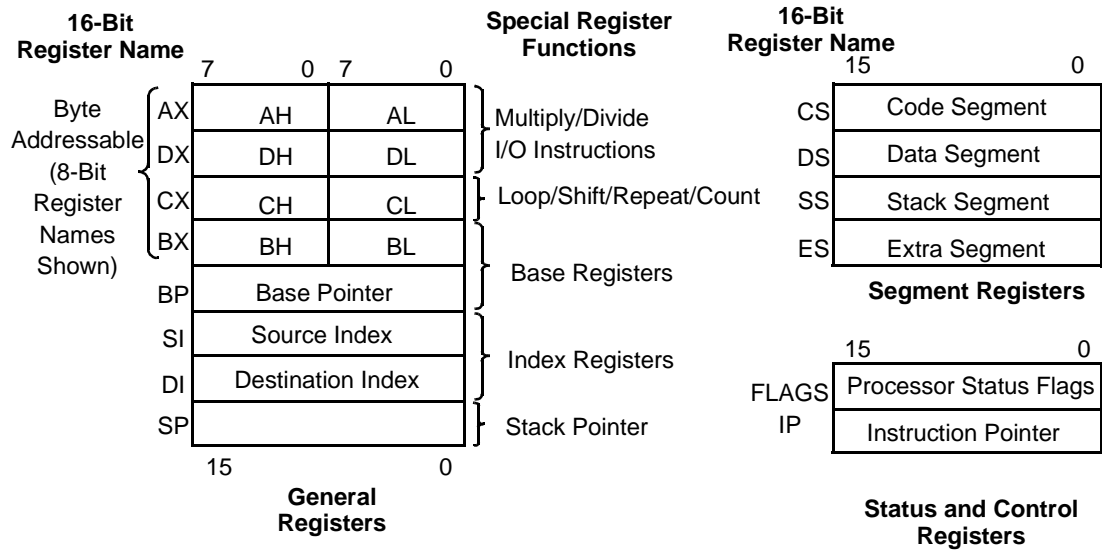 16-Bit
Register Name
Special Register
Functions
16-Bit
Register Name
7 0 7 0
15 0
Byte
Addressable
(8-Bit
Register
Names
Shown)
AX AH AL
DX DH DL
CX CH CL
BX BH BL
BP Base Pointer
SI Source Index
DI Destination Index
SP
15 0
General
Registers
Multiply/Divide
I/O Instructions
Loop/Shift/Repeat/Count
Base Registers
Index Registers
Stack Pointer
CS Code Segment
DS Data Segment
SS Stack Segment
ES Extra Segment
Segment Registers
15 0
FLAGS Processor Status Flags
IP Instruction Pointer
Status and Control
Registers